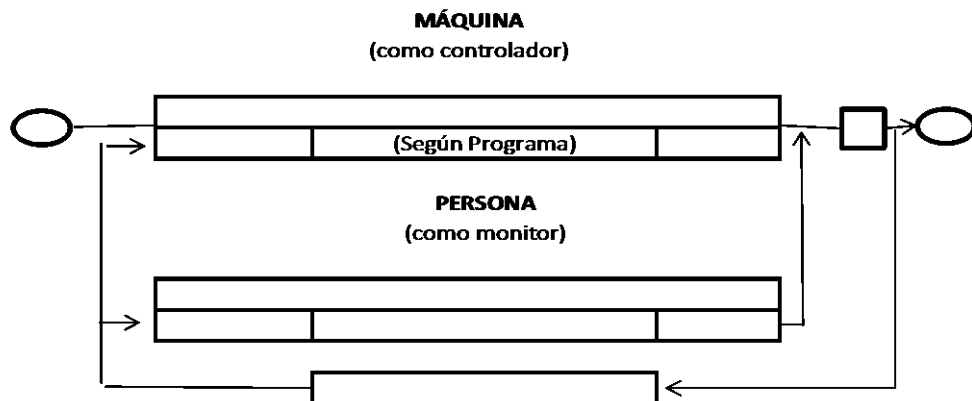 MÁQUINA
(como controlador)
(Según Programa)
PERSONA
(como monitor)